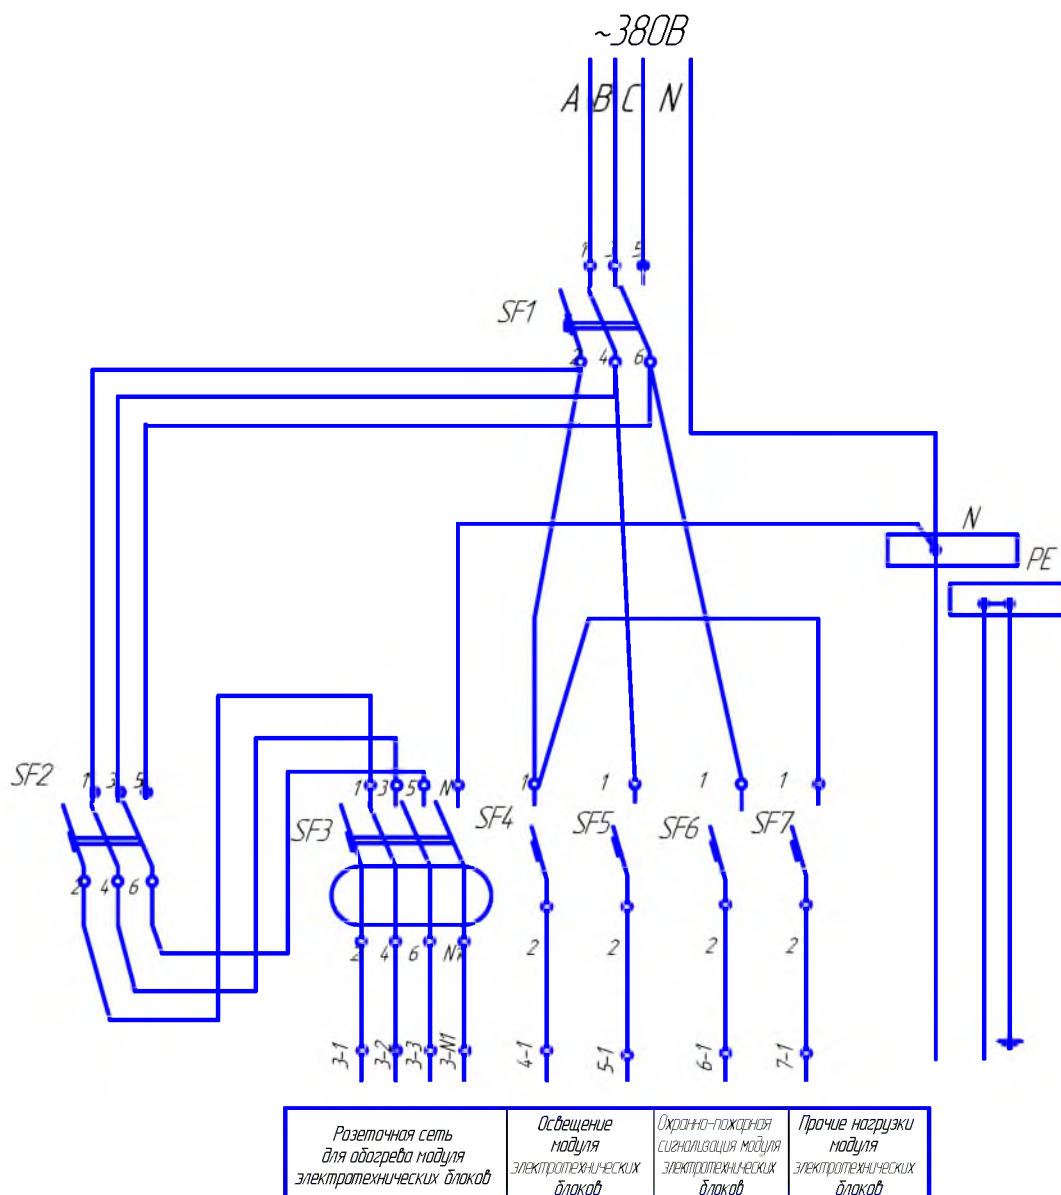 ~380В
A B C N
1 3 5
SF1
2 4 6
N
PE
SF2
1 3 5
1 3 5 N
1 1 1 1
SF3
SF4
SF5
SF6
SF7
2 4 6
2 4 6 N1
2 2 2 2
3-1 3-2 3-3 3-N1 4-1 5-1 6-1 7-1
Розеточная сеть
для обогрева модуля
электротехнических блоков
Освещение
модуля
электротехнических
блоков
Охранно-пожарная
сигнализация модуля
электротехнических
блоков
Прочие нагрузки
модуля
электротехнических
блоков